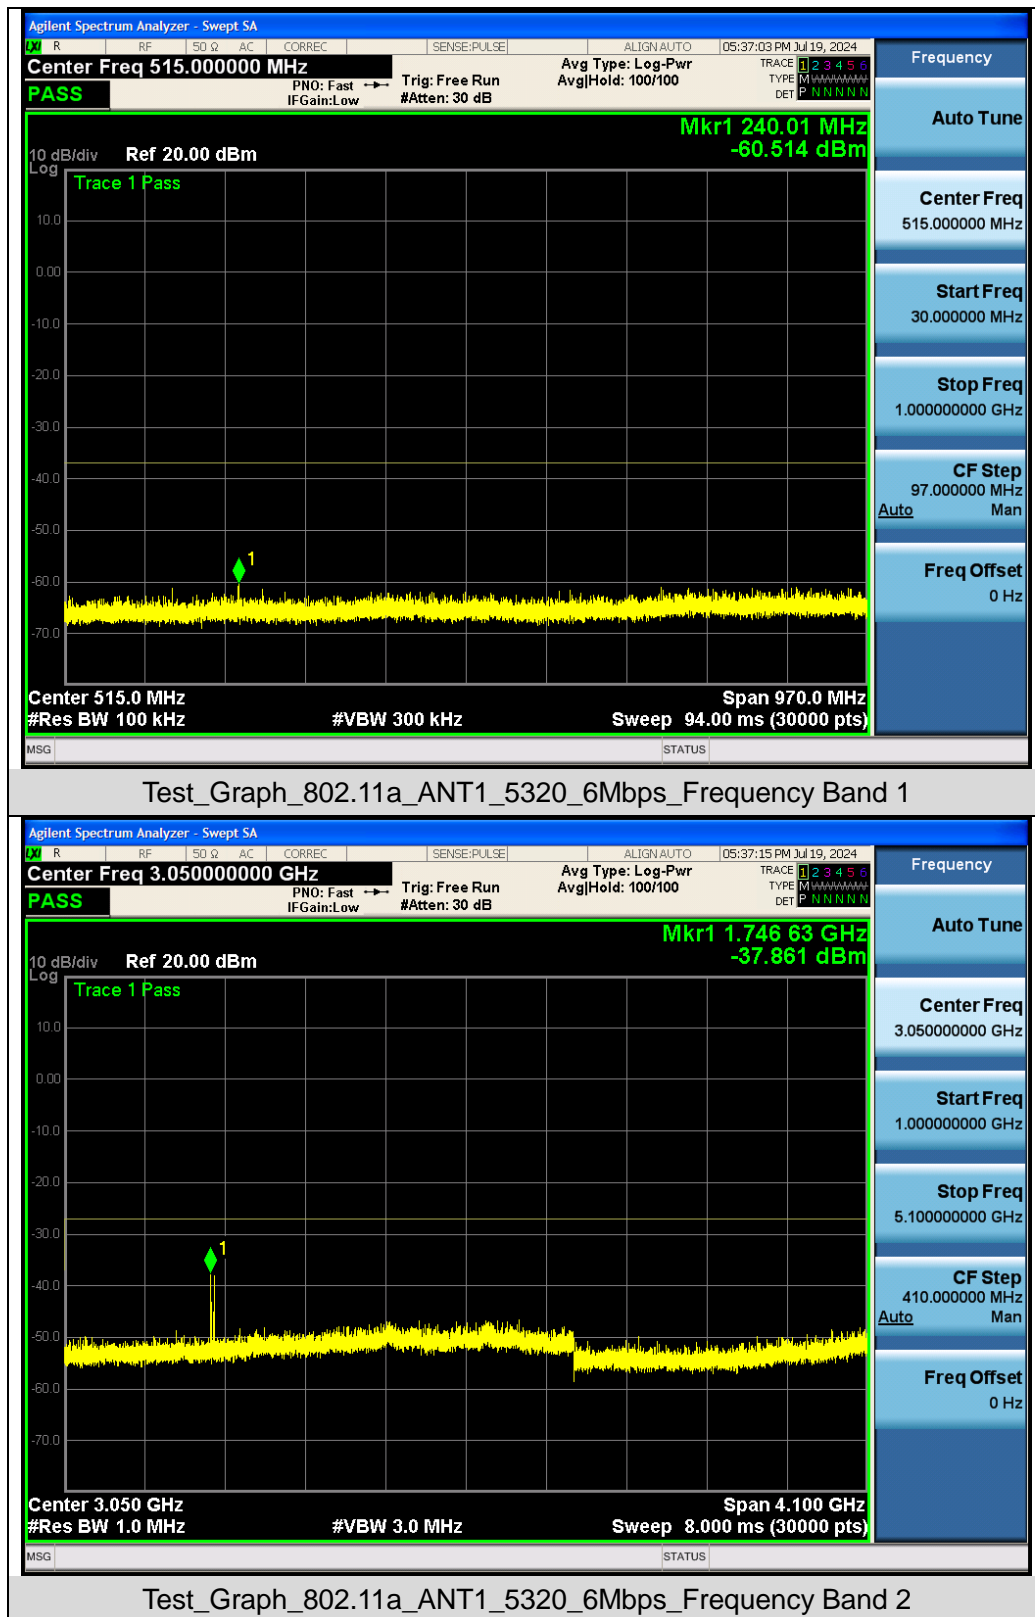 Agilent Spectrum Analyzer - Swept SA
LXI R RF 50 Ω AC CORREC SENSE:PULSE ALIGN AUTO 05:37:03 PM Jul 19, 2024
Center Freq 515.000000 MHz Avg Type: Log-Pwr TRACE 1 2 3 4 5 6
PASS PNO: Fast Trig: Free Run Avg|Hold: 100/100 TYPE M WWWWW
IFGain:Low #Atten: 30 dB DET P N N N N N
Mkr1 240.01 MHz
10 dB/div Ref 20.00 dBm -60.514 dBm
Log
Trace 1 Pass
10.0
0.00
-10.0
-20.0
-30.0
-40.0
-50.0
1
-60.0
-70.0
Center 515.0 MHz Span 970.0 MHz
#Res BW 100 kHz #VBW 300 kHz Sweep 94.00 ms (30000 pts)
MSG STATUS
Frequency
Auto Tune
Center Freq
515.000000 MHz
Start Freq
30.000000 MHz
Stop Freq
1.000000000 GHz
CF Step
97.000000 MHz
Auto Man
Freq Offset
0 Hz
Test_Graph_802.11a_ANT1_5320_6Mbps_Frequency Band 1
Agilent Spectrum Analyzer - Swept SA
LXI R RF 50 Ω AC CORREC SENSE:PULSE ALIGN AUTO 05:37:15 PM Jul 19, 2024
Center Freq 3.050000000 GHz Avg Type: Log-Pwr TRACE 1 2 3 4 5 6
PASS PNO: Fast Trig: Free Run Avg|Hold: 100/100 TYPE M WWWWW
IFGain:Low #Atten: 30 dB DET P N N N N N
Mkr1 1.746 63 GHz
10 dB/div Ref 20.00 dBm -37.861 dBm
Log
Trace 1 Pass
10.0
0.00
-10.0
-20.0
-30.0
1
-40.0
-50.0
-60.0
-70.0
Center 3.050 GHz Span 4.100 GHz
#Res BW 1.0 MHz #VBW 3.0 MHz Sweep 8.000 ms (30000 pts)
MSG STATUS
Frequency
Auto Tune
Center Freq
3.050000000 GHz
Start Freq
1.000000000 GHz
Stop Freq
5.100000000 GHz
CF Step
410.000000 MHz
Auto Man
Freq Offset
0 Hz
Test_Graph_802.11a_ANT1_5320_6Mbps_Frequency Band 2